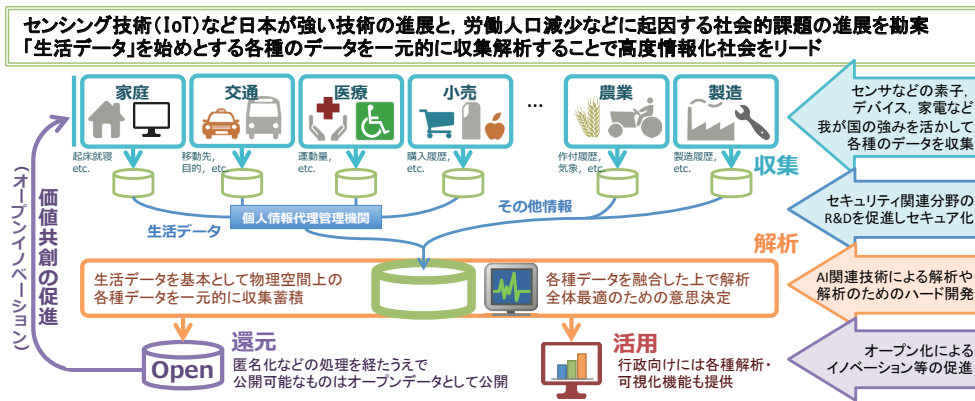 センシング技術(IoT)など日本が強い技術の進展と，労働人口減少などに起因する社会的課題の進展を勘案
「生活データ」を始めとする各種のデータを一元的に収集解析することで高度情報化社会をリード
家庭
交通
医療
小売
…
農業
製造
起床就寝
etc.
移動先，
目的，etc.
運動量，
etc.
購入履歴，
etc.
作付履歴，
気象，etc.
製造履歴，
etc.
収集
センサなどの素子，
デバイス，家電など
我が国の強みを活かして
各種のデータを収集
個人情報代理管理機関
生活データ
その他情報
セキュリティ関連分野の
R&Dを促進しセキュア化
解析
生活データを基本として物理空間上の
各種データを一元的に収集蓄積
各種データを融合した上で解析
全体最適のための意思決定
AI関連技術による解析や
解析のためのハード開発
価値共創の促進
(オープンイノベーション)
Open
還元
匿名化などの処理を経たうえで
公開可能なものはオープンデータとして公開
活用
行政向けには各種解析・
可視化機能も提供
オープン化による
イノベーション等の促進